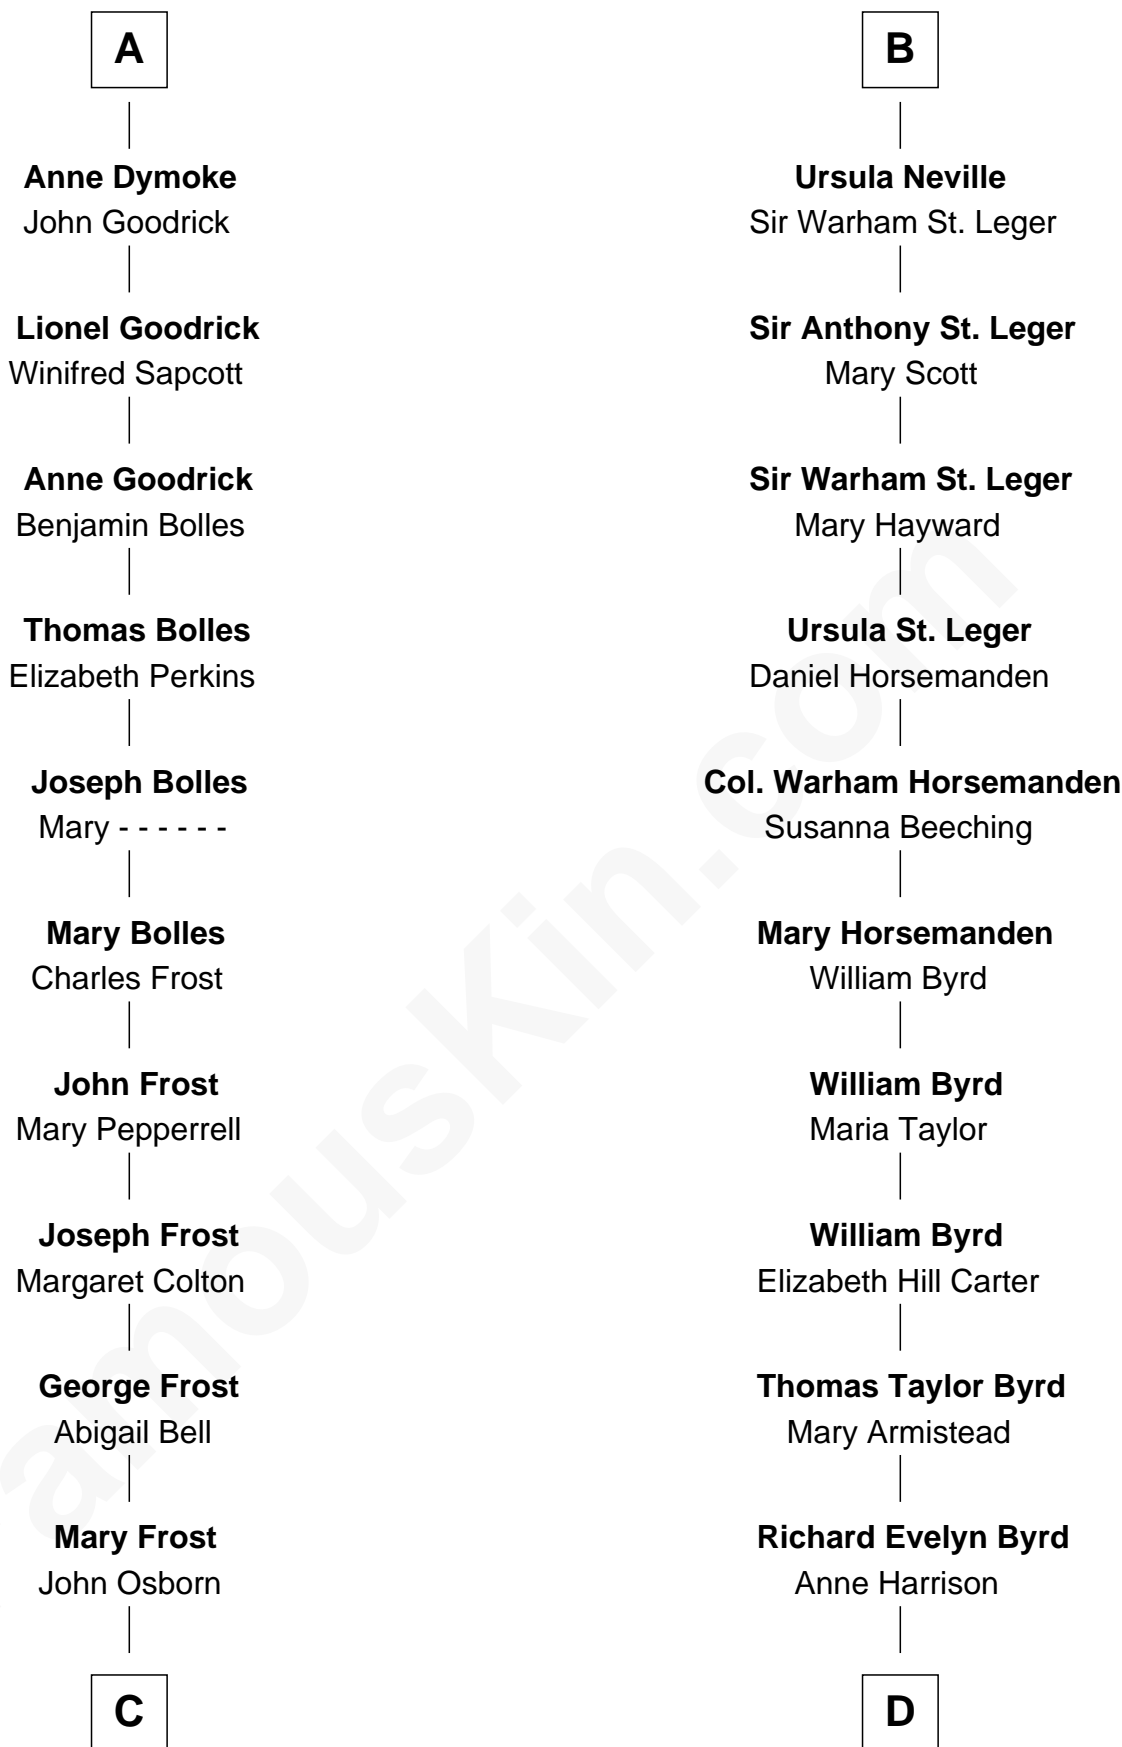 A
Anne Dymoke
John Goodrick
Lionel Goodrick
Winifred Sapcott
Anne Goodrick
Benjamin Bolles
Thomas Bolles
Elizabeth Perkins
Joseph Bolles
Mary - - - - - -
Mary Bolles
Charles Frost
John Frost
Mary Pepperrell
Joseph Frost
Margaret Colton
George Frost
Abigail Bell
Mary Frost
John Osborn
C
B
Ursula Neville
Sir Warham St. Leger
Sir Anthony St. Leger
Mary Scott
Sir Warham St. Leger
Mary Hayward
Ursula St. Leger
Daniel Horsemanden
Col. Warham Horsemanden
Susanna Beeching
Mary Horsemanden
William Byrd
William Byrd
Maria Taylor
William Byrd
Elizabeth Hill Carter
Thomas Taylor Byrd
Mary Armistead
Richard Evelyn Byrd
Anne Harrison
D
amousKin.com